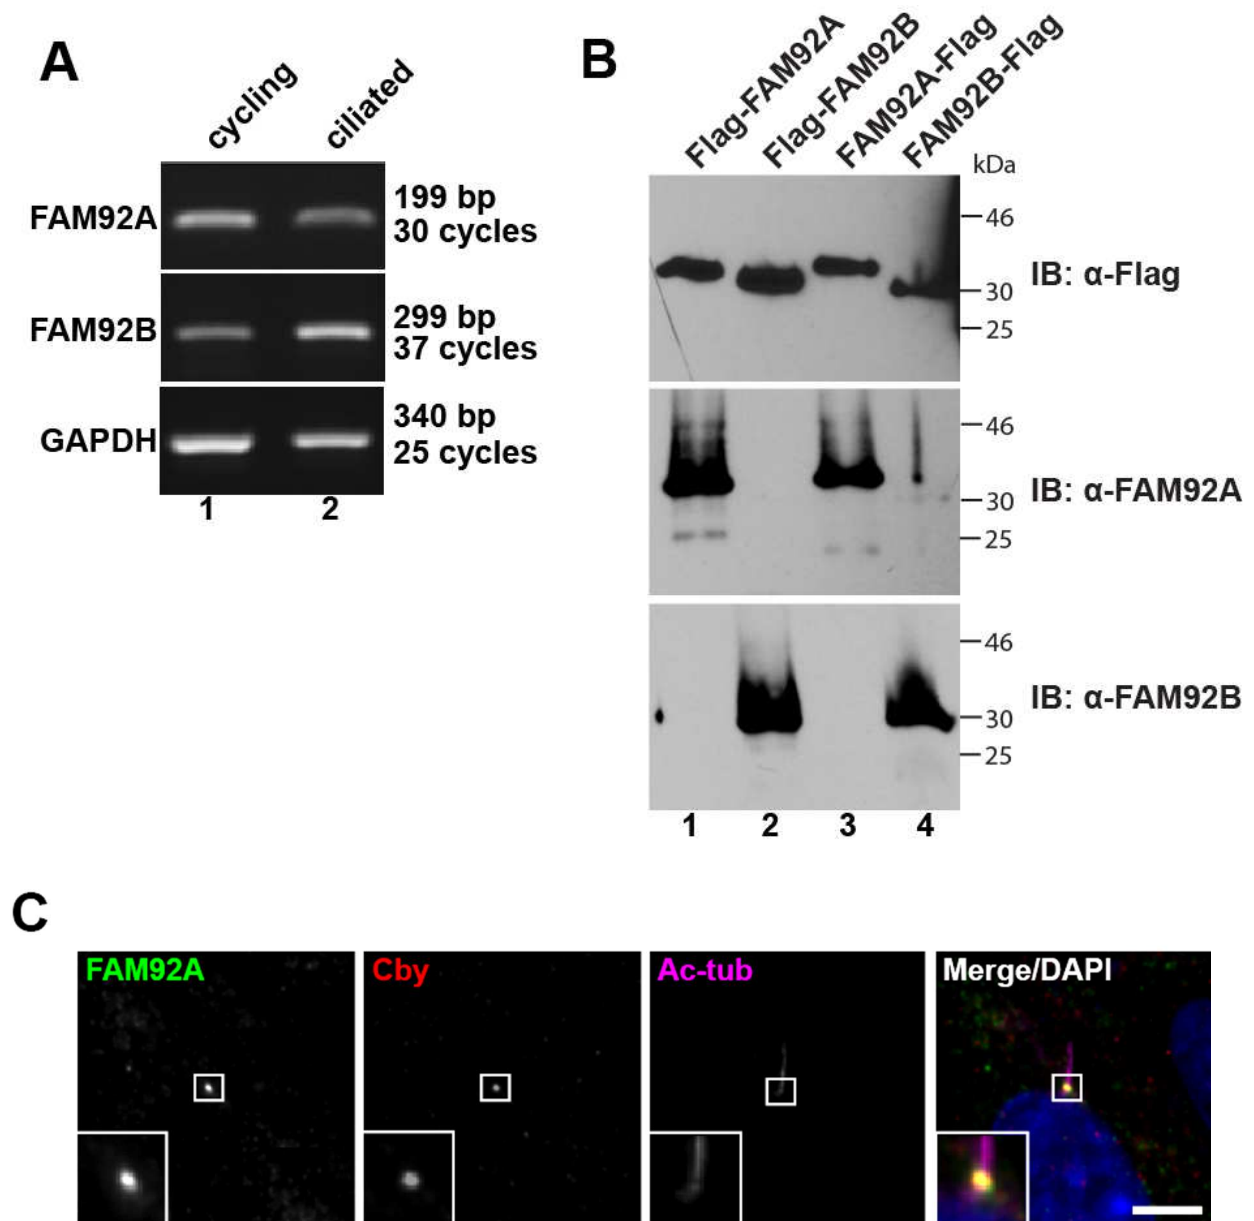 A
cycling
ciliated
FAM92A
199 bp
30 cycles
FAM92B
299 bp
37 cycles
GAPDH
340 bp
25 cycles
1
2
B
Flag-FAM92A
Flag-FAM92B
FAM92A-Flag
FAM92B-Flag
kDa
46
30
25
IB: α-Flag
46
30
25
IB: α-FAM92A
46
30
25
IB: α-FAM92B
1
2
3
4
C
FAM92A
Cby
Ac-tub
Merge/DAPI